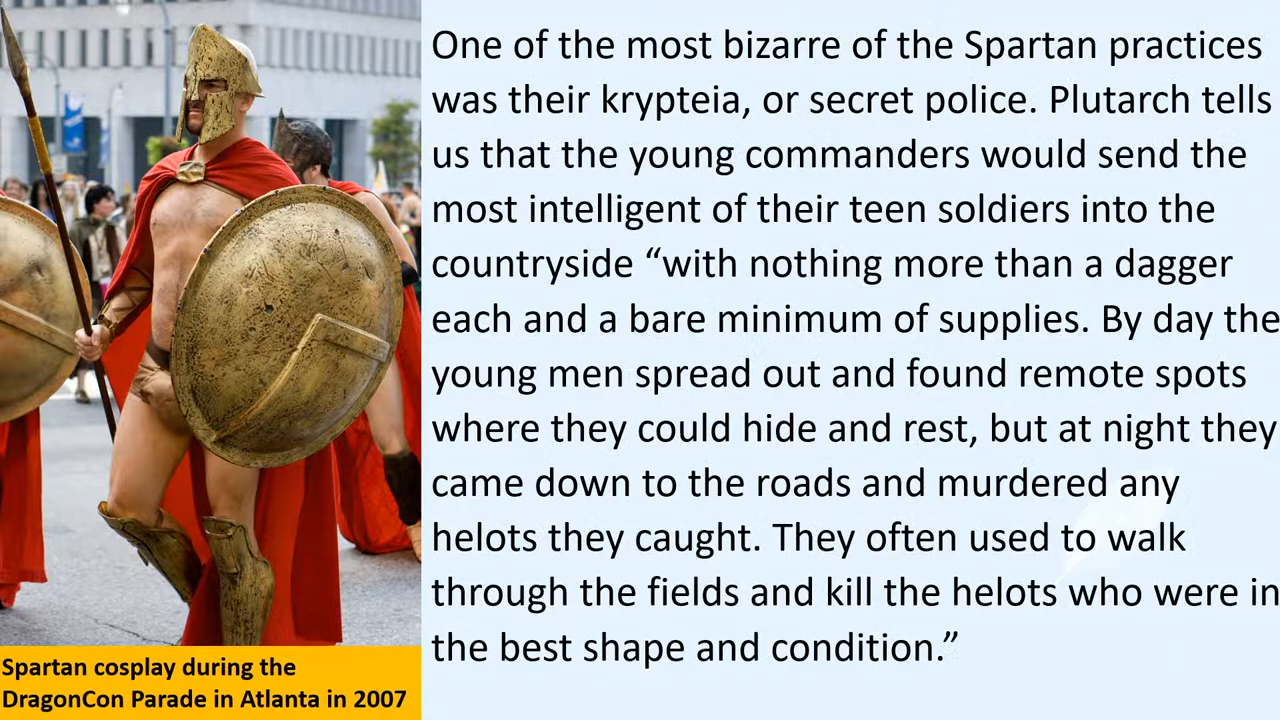 One of the most bizarre of the Spartan practices
was their krypteia, or secret police. Plutarch tells
us that the young commanders would send the
most intelligent of their teen soldiers into the
countryside “with nothing more than a dagger
each and a bare minimum of supplies. By day the
young men spread out and found remote spots
where they could hide and rest, but at night they
came down to the roads and murdered any
helots they caught. They often used to walk
through the fields and kill the helots who were in
the best shape and condition.”
Spartan cosplay during the
DragonCon Parade in Atlanta in 2007